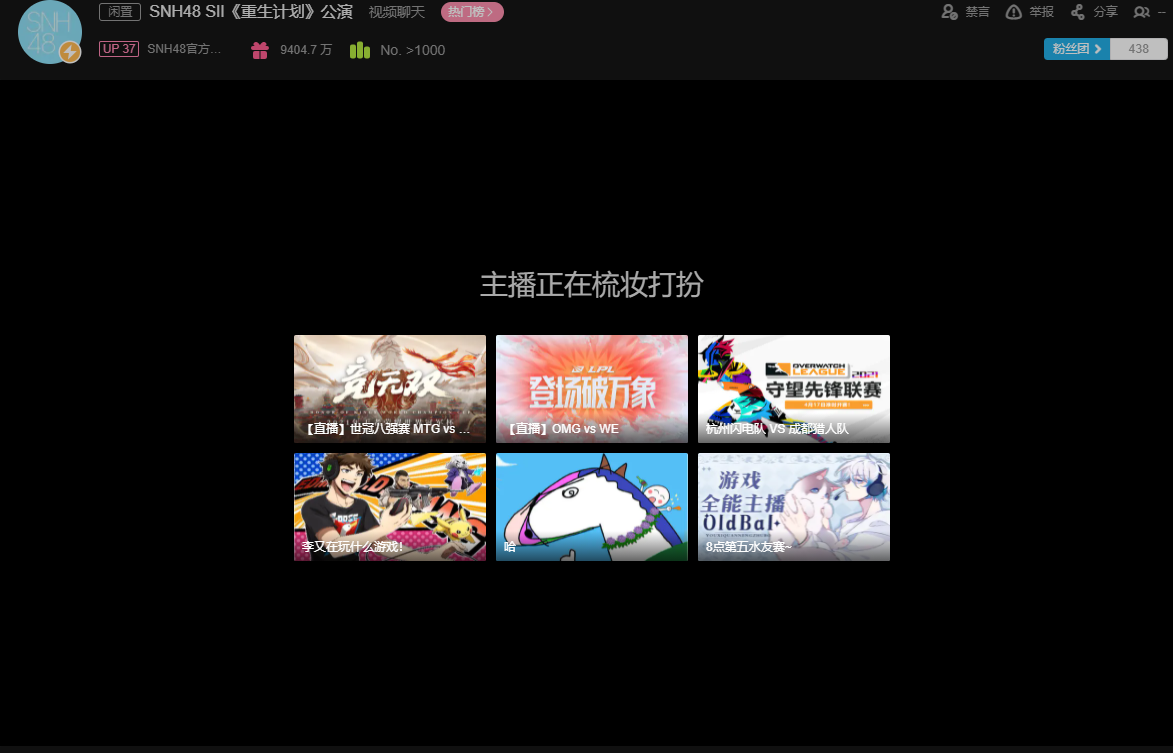 SNH
48
闲置 SNH48 SII《重生计划》公演 视频聊天 热门榜
禁言 举报 分享 --
UP 37 SNH48官方... 9404.7 万 No. >1000
粉丝团 438
主播正在梳妆打扮
竞无双
【直播】世冠八强赛 MTG vs ...
LPL
登场破万象
【直播】OMG vs WE
OVERWATCH
LEAGUE 2021
守望先锋联赛
杭州闪电队 VS 成都猎人队
李又在玩什么游戏!
哈
游戏
全能主播
OldBa1
8点第五水友赛~